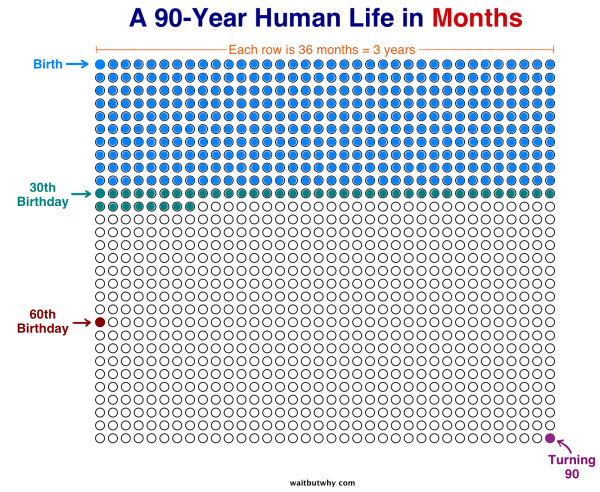 A 90-Year Human Life in Months
Each row is 36 months = 3 years
Birth
30th
Birthday
60th
Birthday
Turning
90
waitbutwhy.com